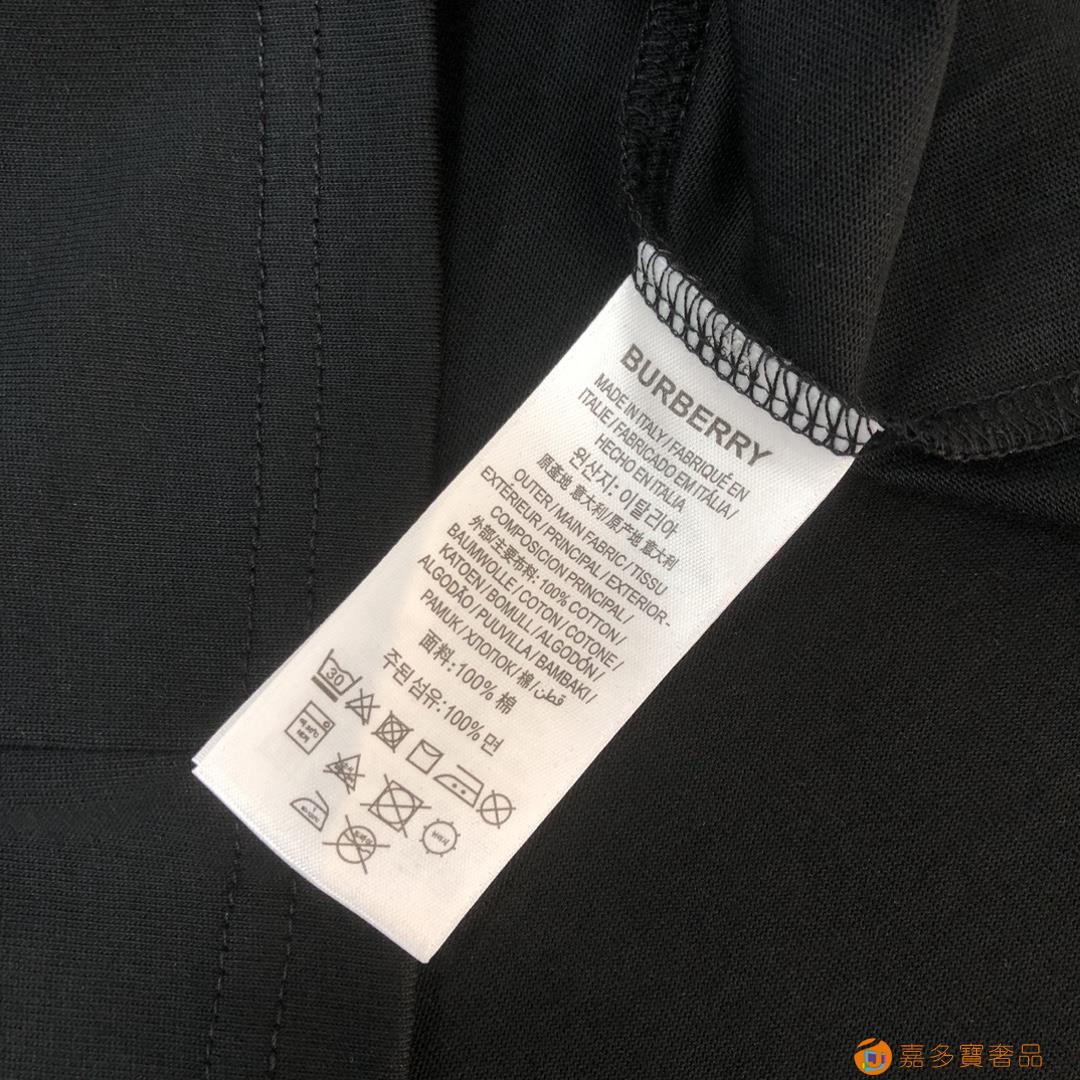 BURBERRY
MADE IN ITALY / FABRIQUÉ EN
ITALIE / FABRICADO EM ITÁLIA /
HECHO EN ITALIA
원산지: 이탈리아
原產地 意大利/原产地 意大利
OUTER / MAIN FABRIC / TISSU
EXTÉRIEUR / PRINCIPAL / EXTERIOR -
COMPOSICION PRINCIPAL /
外部/主要布料: 100% COTTON /
BAUMWOLLE / COTON / COTONE /
KATOEN / BOMULL / ALGODÓN /
ALGODÃO / PUUVILLA / BAMBAKI /
PAMUK / ХЛОПОК / 棉 / قطن
面料: 100% 棉
주된 섬유: 100% 면
30
嘉多寶奢品